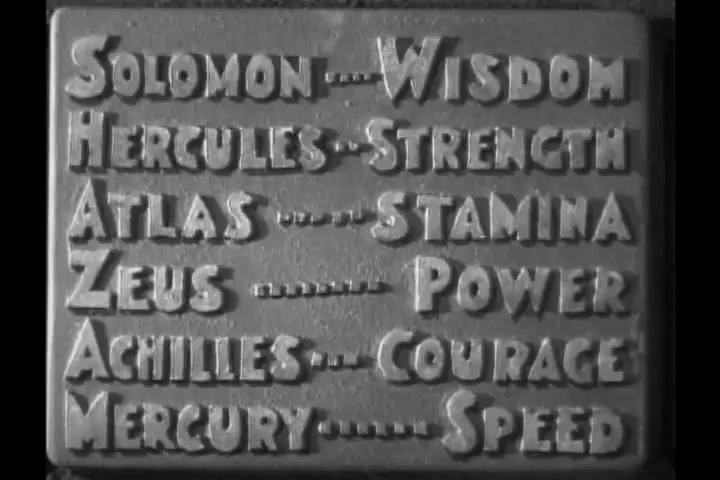 SOLOMON....WISDOM
HERCULES..STRENGTH
ATLAS.....STAMINA
ZEUS........POWER
ACHILLES...COURAGE
MERCURY......SPEED